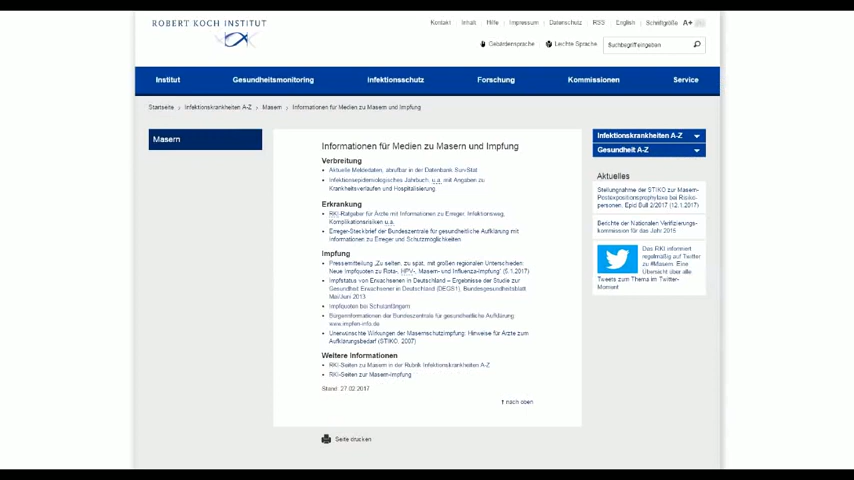 ROBERT KOCH INSTITUT
Kontakt Inhalt Hilfe Impressum Datenschutz RSS English Schriftgröße A+
Gebärdensprache Leichte Sprache Suchbegriff eingeben
Institut Gesundheitsmonitoring Infektionsschutz Forschung Kommissionen Service
Startseite > Infektionskrankheiten A-Z > Masern > Informationen für Medien zu Masern und Impfung
Masern
Informationen für Medien zu Masern und Impfung
Verbreitung
Aktuelle Meldedaten, abrufbar in der Datenbank SurvStat
Infektionsepidemiologisches Jahrbuch, u.a. mit Angaben zu
Krankheitsverläufen und Hospitalisierung
Erkrankung
RKI-Ratgeber für Ärzte mit Informationen zu Erreger, Infektionsweg,
Komplikationsrisiken u.a.
Erreger-Steckbrief der Bundeszentrale für gesundheitliche Aufklärung mit
Informationen zu Erreger und Schutzmöglichkeiten
Impfung
Pressemitteilung „Zu selten, zu spät, mit großen regionalen Unterschieden:
Neue Impfquoten zu Rota-, HPV-, Masern- und Influenza-Impfung“ (5.1.2017)
Impfstatus von Erwachsenen in Deutschland – Ergebnisse der Studie zur
Gesundheit Erwachsener in Deutschland (DEGS1), Bundesgesundheitsblatt
Mai/Juni 2013
Impfquoten bei Schulanfängern
Bürgerinformationen der Bundeszentrale für gesundheitliche Aufklärung,
www.impfen-info.de
Unerwünschte Wirkungen der Masernschutzimpfung: Hinweise für Ärzte zum
Aufklärungsbedarf (STIKO, 2007)
Weitere Informationen
RKI-Seiten zu Masern in der Rubrik Infektionskrankheiten A-Z
RKI-Seiten zur Masern-Impfung
Stand: 27.02.2017
nach oben
Seite drucken
Infektionskrankheiten A-Z
Gesundheit A-Z
Aktuelles
Stellungnahme der STIKO zur Masern-
Postexpositionsprophylaxe bei Risiko-
personen, Epid Bull 2/2017 (12.1.2017)
Berichte der Nationalen Verifizierungs-
kommission für das Jahr 2015
Das RKI informiert
regelmäßig auf Twitter
zu #Masern. Eine
Übersicht über alle
Tweets zum Thema im Twitter-
Moment